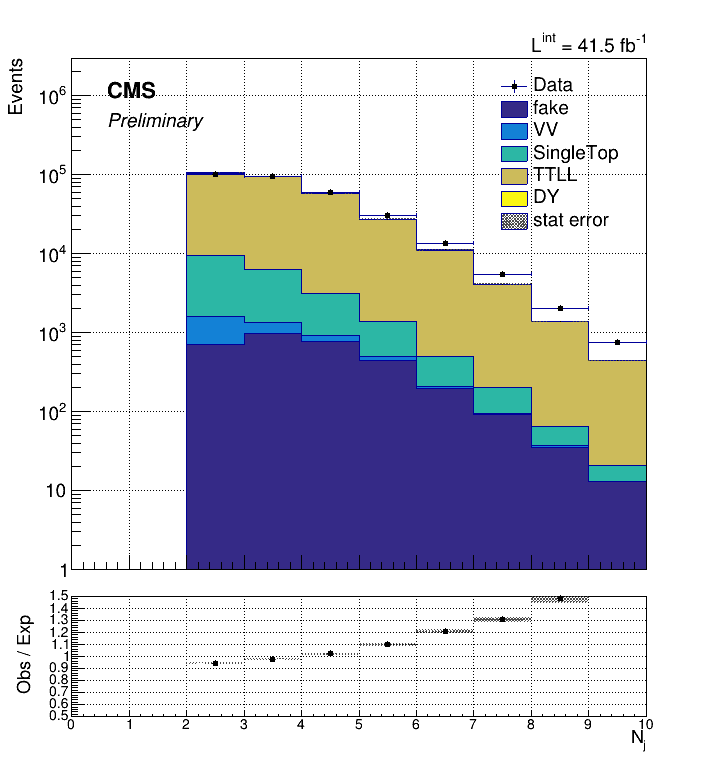 L^int = 41.5 fb^-1
Events
CMS
Preliminary
Data
fake
VV
SingleTop
TTLL
DY
stat error
10^6
10^5
10^4
10^3
10^2
10
1
Obs / Exp
1.5
1.4
1.3
1.2
1.1
1
0.9
0.8
0.7
0.6
0.5
0 1 2 3 4 5 6 7 8 9 10
N_j